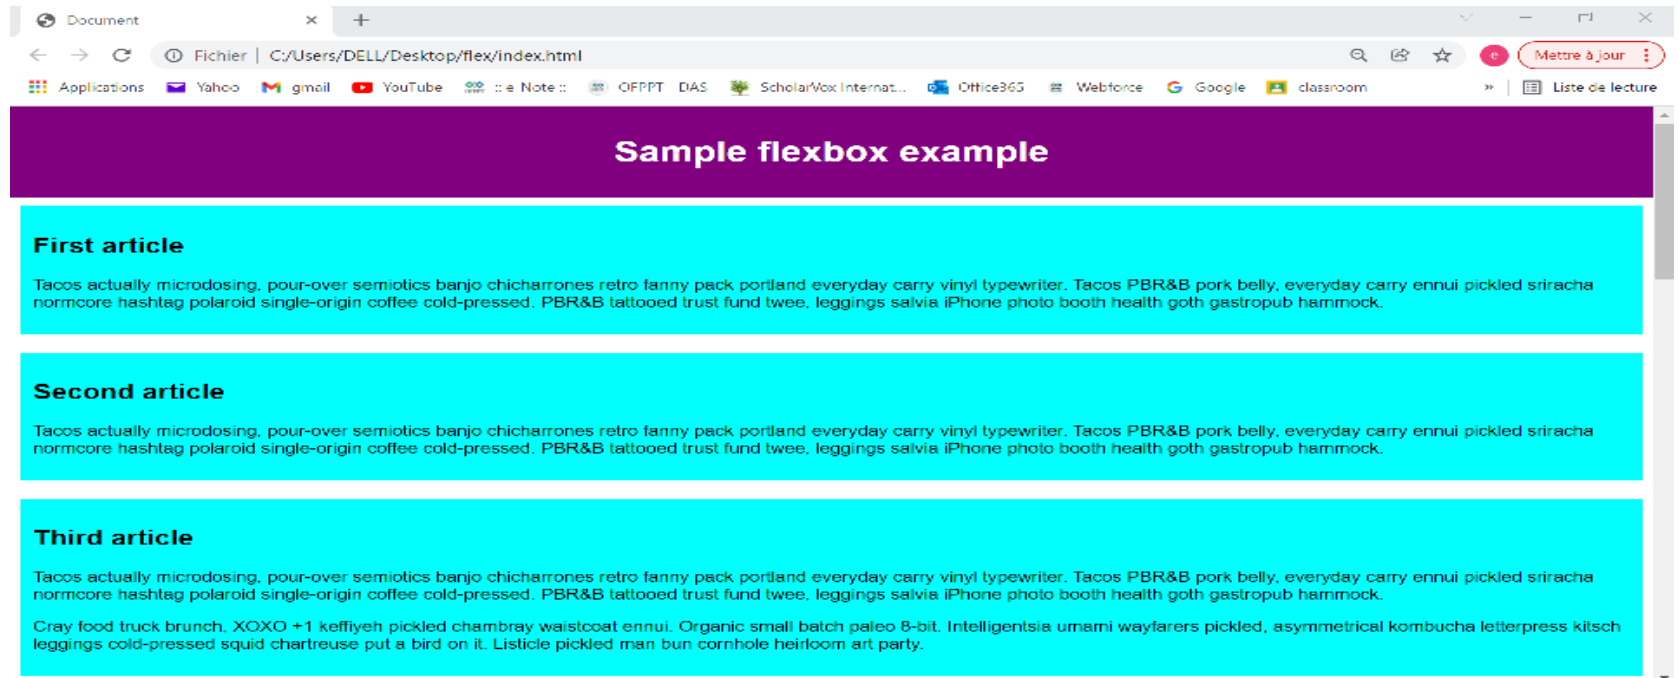 Document
Fichier | C:/Users/DELL/Desktop/flex/index.html
Mettre à jour
Applications Yahoo gmail YouTube :: e Note :: OFPPT DAS ScholarVox Internat... Office365 Webforce Google classroom » Liste de lecture
Sample flexbox example
First article
Tacos actually microdosing, pour-over semiotics banjo chicharrones retro fanny pack portland everyday carry vinyl typewriter. Tacos PBR&B pork belly, everyday carry ennui pickled sriracha
normcore hashtag polaroid single-origin coffee cold-pressed. PBR&B tattooed trust fund twee, leggings salvia iPhone photo booth health goth gastropub hammock.
Second article
Tacos actually microdosing, pour-over semiotics banjo chicharrones retro fanny pack portland everyday carry vinyl typewriter. Tacos PBR&B pork belly, everyday carry ennui pickled sriracha
normcore hashtag polaroid single-origin coffee cold-pressed. PBR&B tattooed trust fund twee, leggings salvia iPhone photo booth health goth gastropub hammock.
Third article
Tacos actually microdosing, pour-over semiotics banjo chicharrones retro fanny pack portland everyday carry vinyl typewriter. Tacos PBR&B pork belly, everyday carry ennui pickled sriracha
normcore hashtag polaroid single-origin coffee cold-pressed. PBR&B tattooed trust fund twee, leggings salvia iPhone photo booth health goth gastropub hammock.
Cray food truck brunch, XOXO +1 keffiyeh pickled chambray waistcoat ennui. Organic small batch paleo 8-bit. Intelligentsia umami wayfarers pickled, asymmetrical kombucha letterpress kitsch
leggings cold-pressed squid chartreuse put a bird on it. Listicle pickled man bun cornhole heirloom art party.